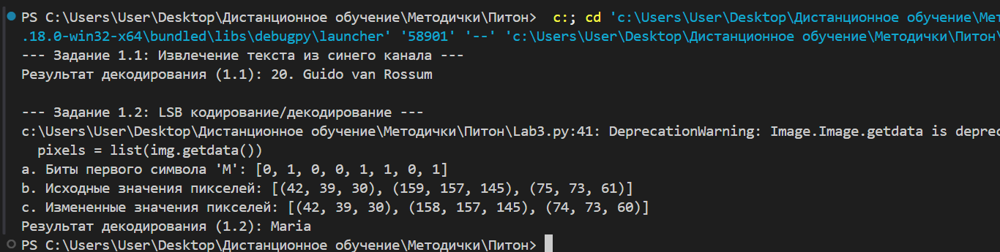 PS C:\Users\User\Desktop\Дистанционное обучение\Методички\Питон>  c:; cd 'c:\Users\User\Desktop\Дистанционное обучение\Мет
.18.0-win32-x64\bundled\libs\debugpy\launcher' '58901' '--' 'c:\Users\User\Desktop\Дистанционное обучение\Методички\Питон\
--- Задание 1.1: Извлечение текста из синего канала ---
Результат декодирования (1.1): 20. Guido van Rossum
--- Задание 1.2: LSB кодирование/декодирование ---
c:\Users\User\Desktop\Дистанционное обучение\Методички\Питон\Lab3.py:41: DeprecationWarning: Image.Image.getdata is deprec
  pixels = list(img.getdata())
a. Биты первого символа 'M': [0, 1, 0, 0, 1, 1, 0, 1]
b. Исходные значения пикселей: [(42, 39, 30), (159, 157, 145), (75, 73, 61)]
c. Измененные значения пикселей: [(42, 39, 30), (158, 157, 145), (74, 73, 60)]
Результат декодирования (1.2): Maria
PS C:\Users\User\Desktop\Дистанционное обучение\Методички\Питон>